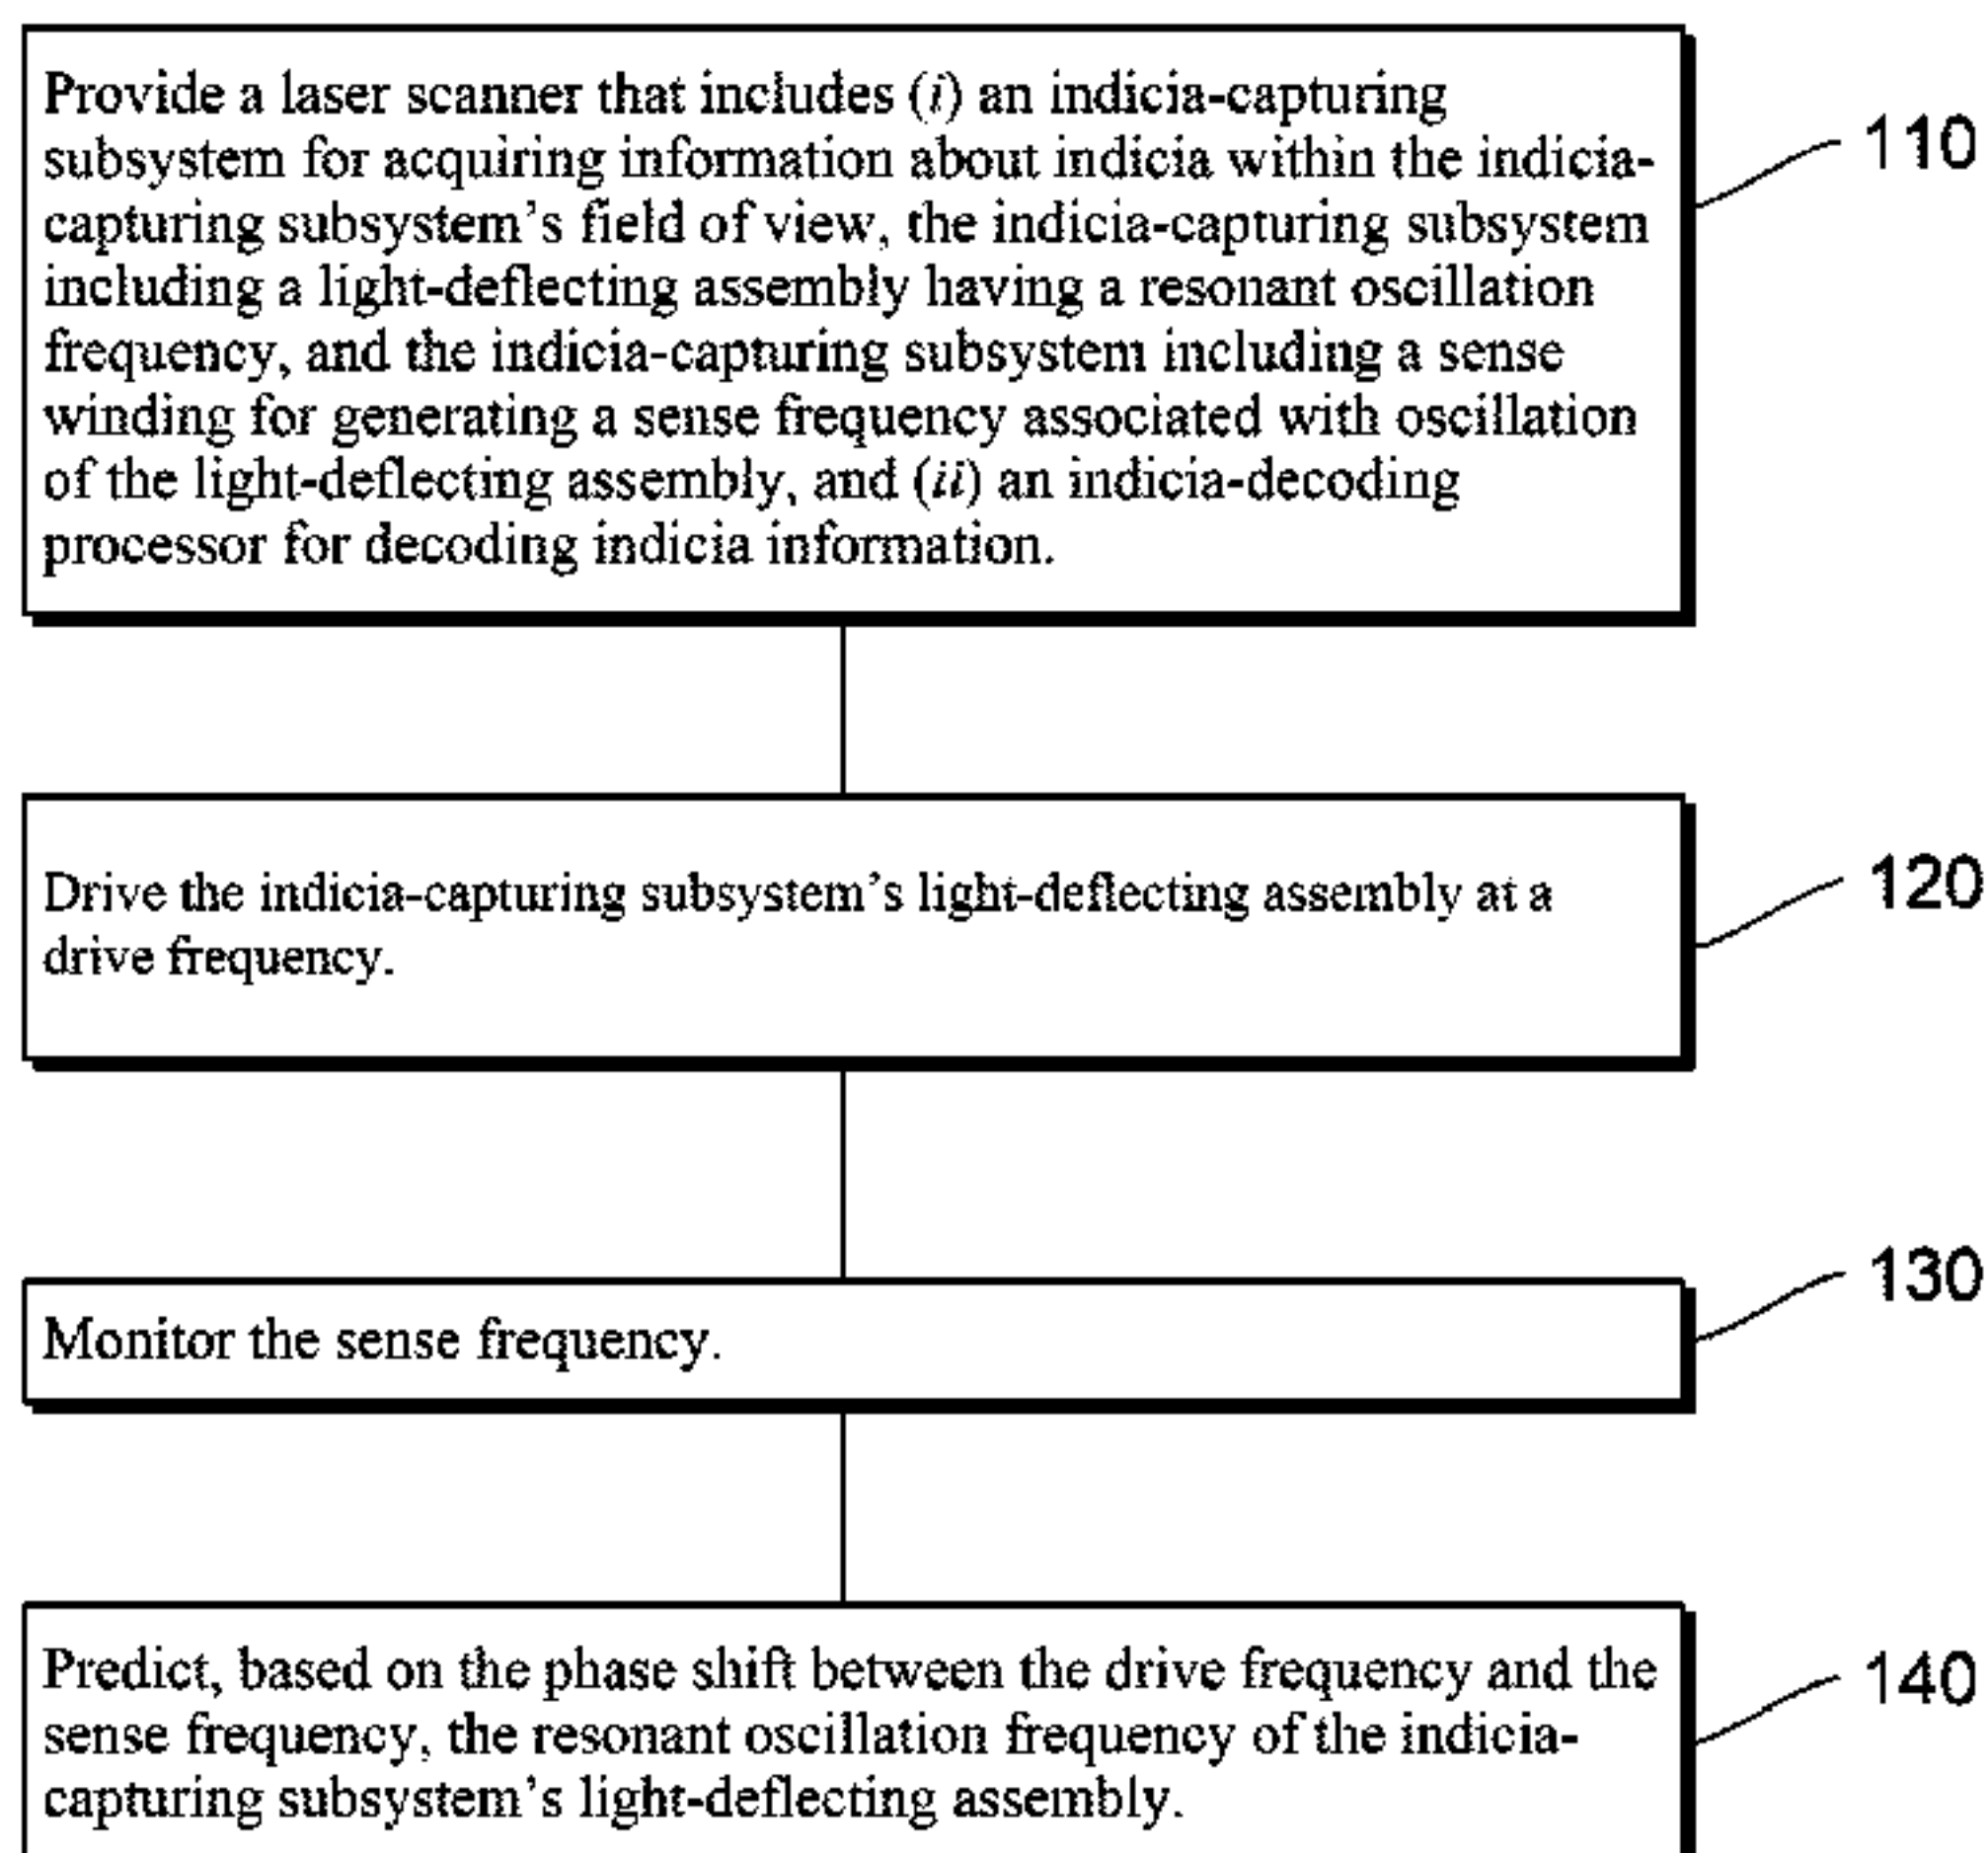 Provide a laser scanner that includes (i) an indicia-capturing
subsystem for acquiring information about indicia within the indicia-
capturing subsystem’s field of view, the indicia-capturing subsystem
including a light-deflecting assembly having a resonant oscillation
frequency, and the indicia-capturing subsystem including a sense
winding for generating a sense frequency associated with oscillation
of the light-deflecting assembly, and (ii) an indicia-decoding
processor for decoding indicia information.
110
Drive the indicia-capturing subsystem’s light-deflecting assembly at a
drive frequency.
120
Monitor the sense frequency.
130
Predict, based on the phase shift between the drive frequency and the
sense frequency, the resonant oscillation frequency of the indicia-
capturing subsystem’s light-deflecting assembly.
140